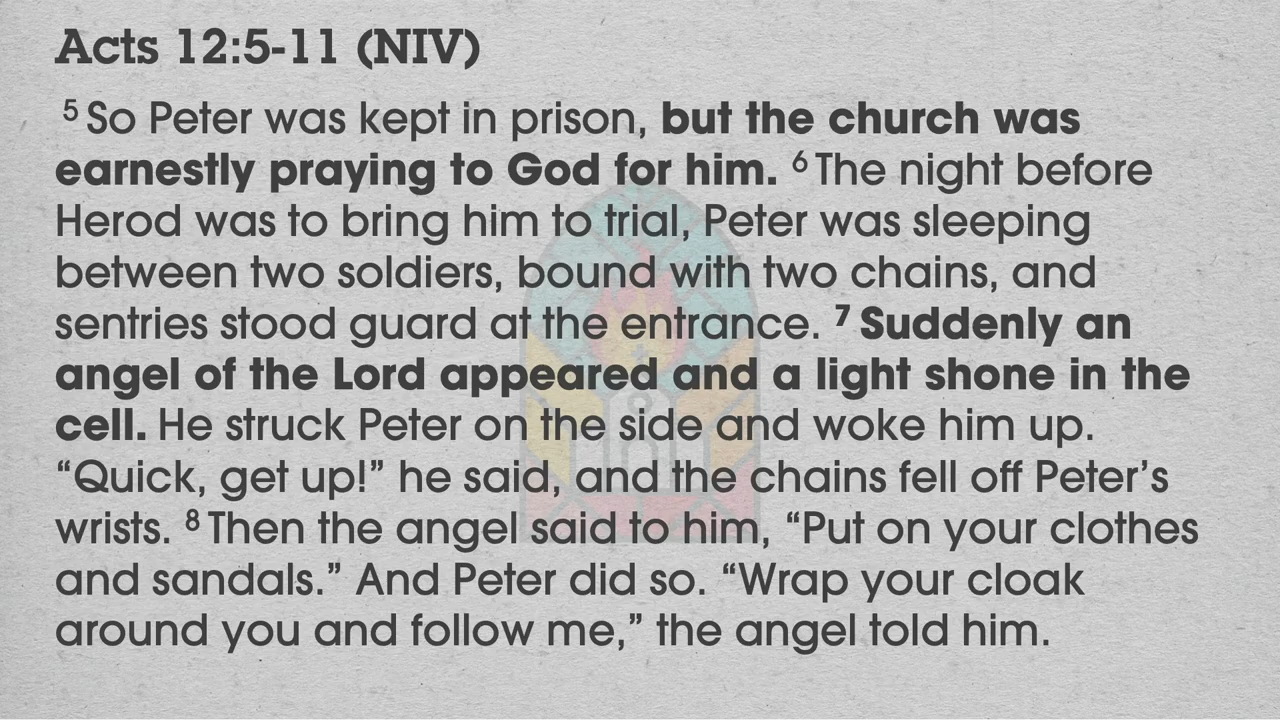 Acts 12:5-11 (NIV)
5 So Peter was kept in prison, but the church was
earnestly praying to God for him. 6 The night before
Herod was to bring him to trial, Peter was sleeping
between two soldiers, bound with two chains, and
sentries stood guard at the entrance. 7 Suddenly an
angel of the Lord appeared and a light shone in the
cell. He struck Peter on the side and woke him up.
“Quick, get up!” he said, and the chains fell off Peter’s
wrists. 8 Then the angel said to him, “Put on your clothes
and sandals.” And Peter did so. “Wrap your cloak
around you and follow me,” the angel told him.